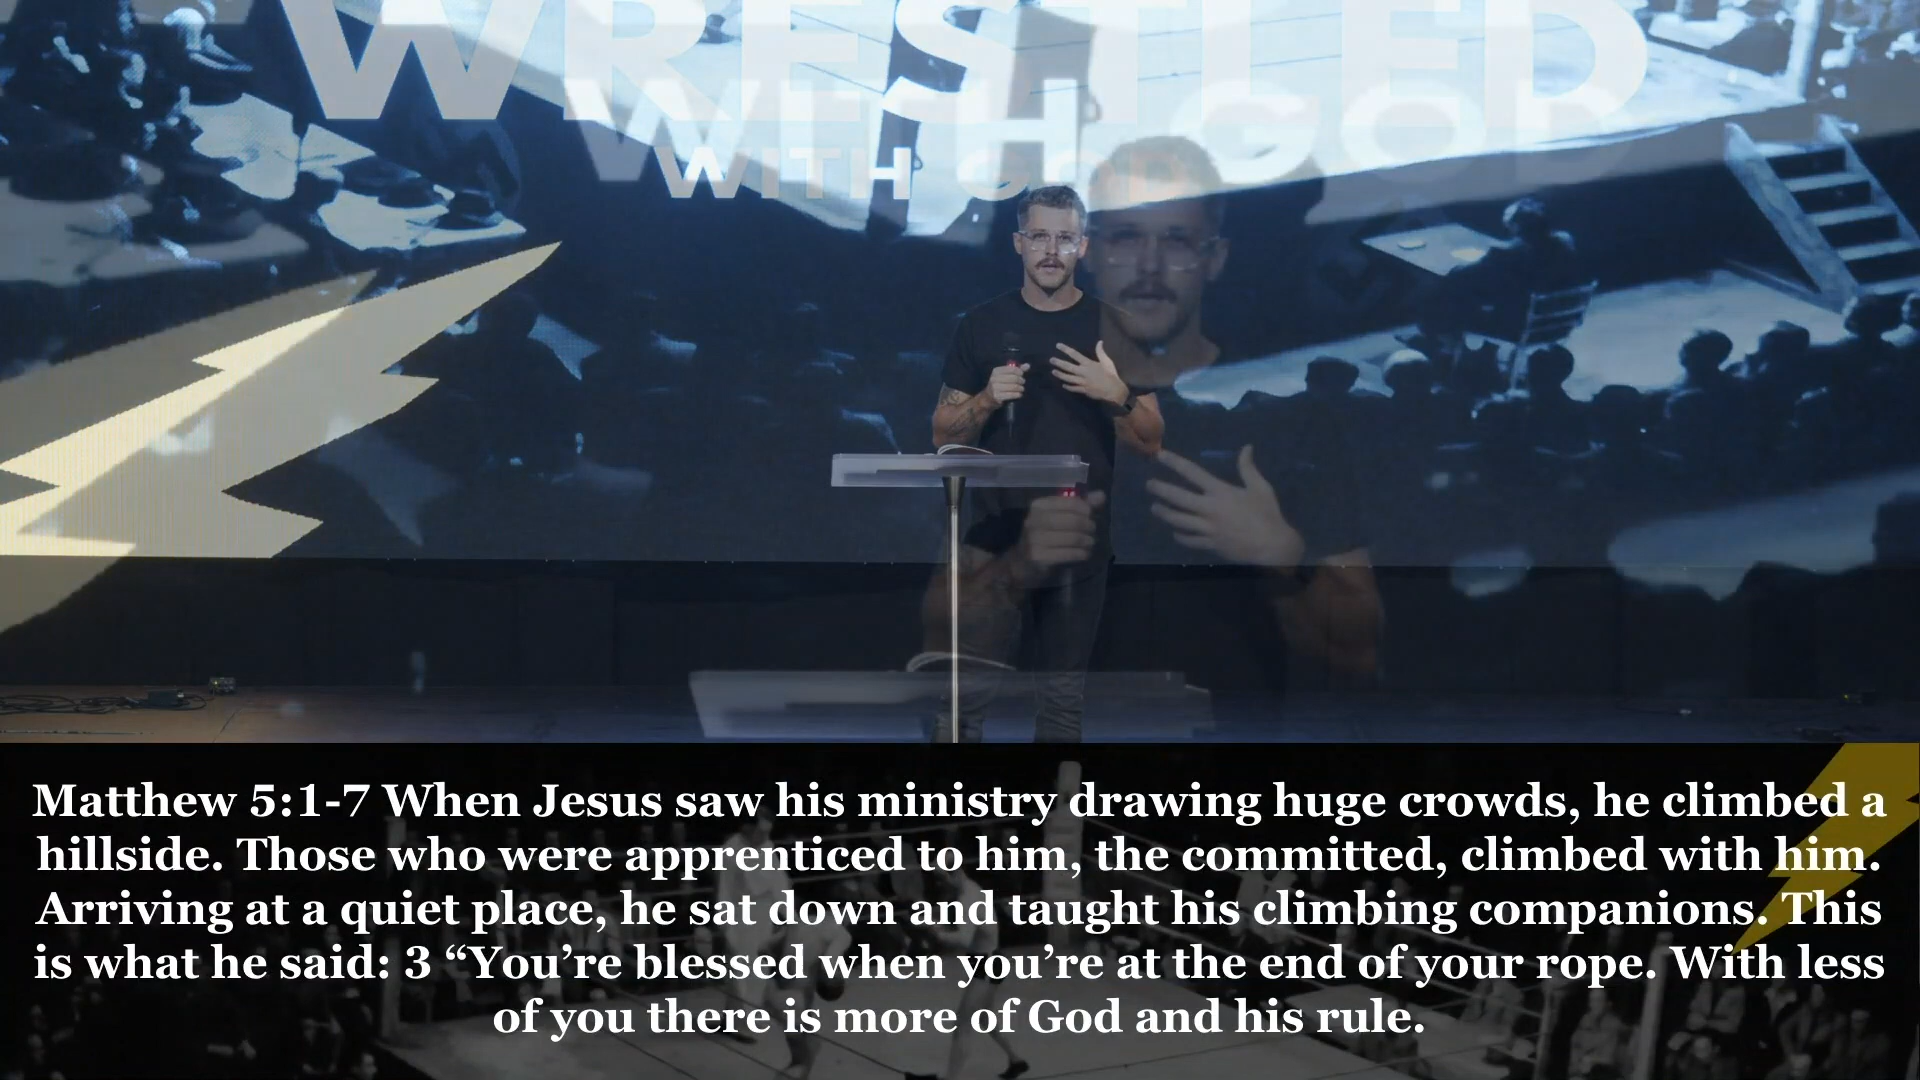 WRESTLED
WITH GOD
WITH GOD
Matthew 5:1-7 When Jesus saw his ministry drawing huge crowds, he climbed a
hillside. Those who were apprenticed to him, the committed, climbed with him.
Arriving at a quiet place, he sat down and taught his climbing companions. This
is what he said: 3 “You’re blessed when you’re at the end of your rope. With less
of you there is more of God and his rule.